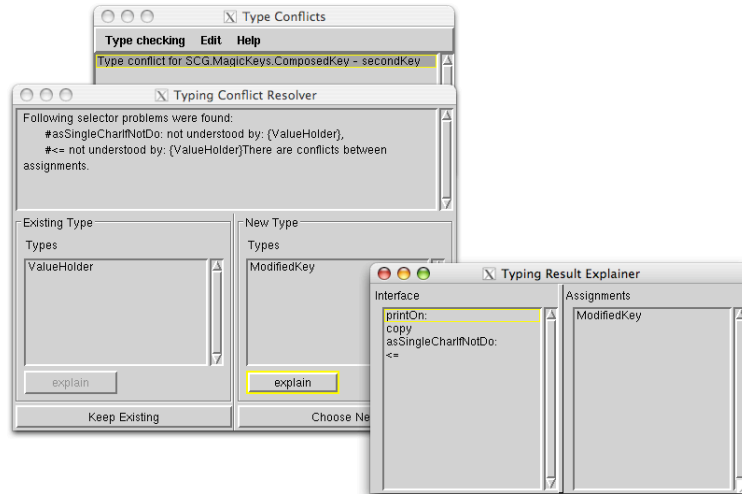 Type Conflicts
Type checking Edit Help
Type conflict for SCG.MagicKeys.ComposedKey - secondKey
Typing Conflict Resolver
Following selector problems were found:
#asSingleCharIfNotDo: not understood by: {ValueHolder},
#<= not understood by: {ValueHolder}There are conflicts between
assignments.
Existing Type
Types
ValueHolder
explain
Keep Existing
New Type
Types
ModifiedKey
explain
Choose Ne
Typing Result Explainer
Interface
printOn:
copy
asSingleCharIfNotDo:
<=
Assignments
ModifiedKey